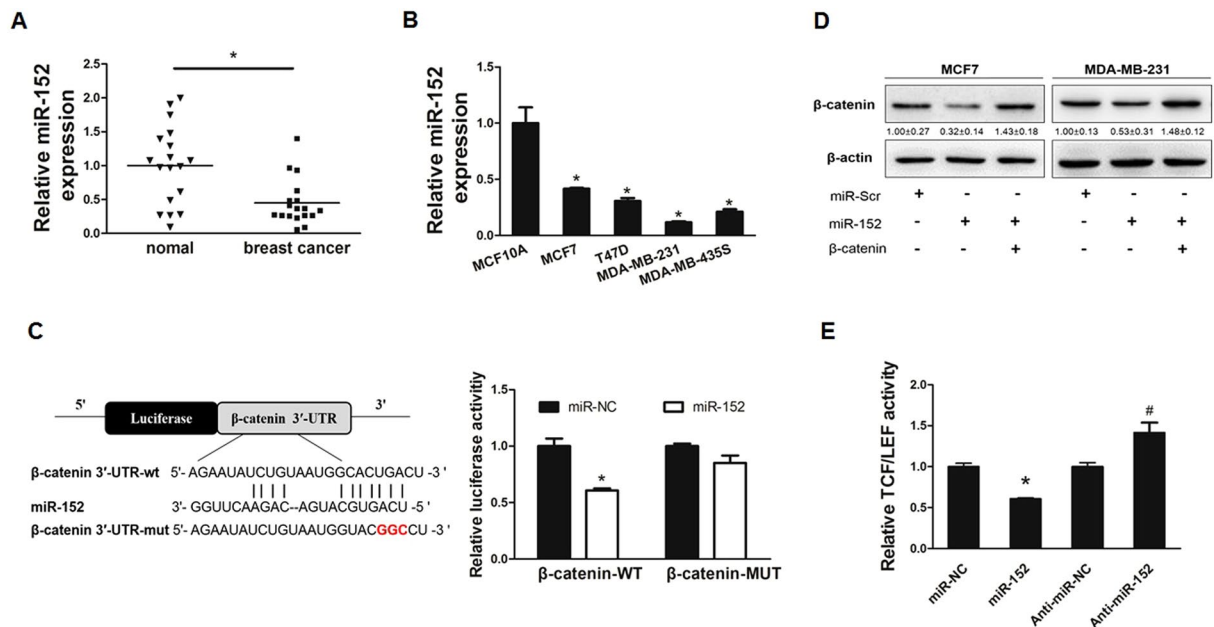 A
Relative miR-152
expression
2.5
2.0
1.5
1.0
0.5
0.0
*
nomal
breast cancer
B
Relative miR-152
expression
1.5
1.0
0.5
0.0
* * * *
MCF10A
MCF7
T47D
MDA-MB-231
MDA-MB-435S
D
MCF7
MDA-MB-231
β-catenin
1.00±0.27 0.32±0.14 1.43±0.18 1.00±0.13 0.53±0.31 1.48±0.12
β-actin
miR-Scr + - - + - -
miR-152 - + + - + +
β-catenin - - + - - +
C
5' 3'
Luciferase β-catenin 3′-UTR
β-catenin 3′-UTR-wt 5'- AGAAUAUCUGUAAUGGCACUGACU -3 '
miR-152 3'- GGUUCAAGAC--AGUACGUGACU -5 '
β-catenin 3′-UTR-mut 5'- AGAAUAUCUGUAAUGGUACGGCCU -3 '
Relative luciferase activitiy
1.5
1.0
0.5
0.0
miR-NC miR-152
*
β-catenin-WT
β-catenin-MUT
E
Relative TCF/LEF activity
2.0
1.5
1.0
0.5
0.0
*
#
miR-NC
miR-152
Anti-miR-NC
Anti-miR-152